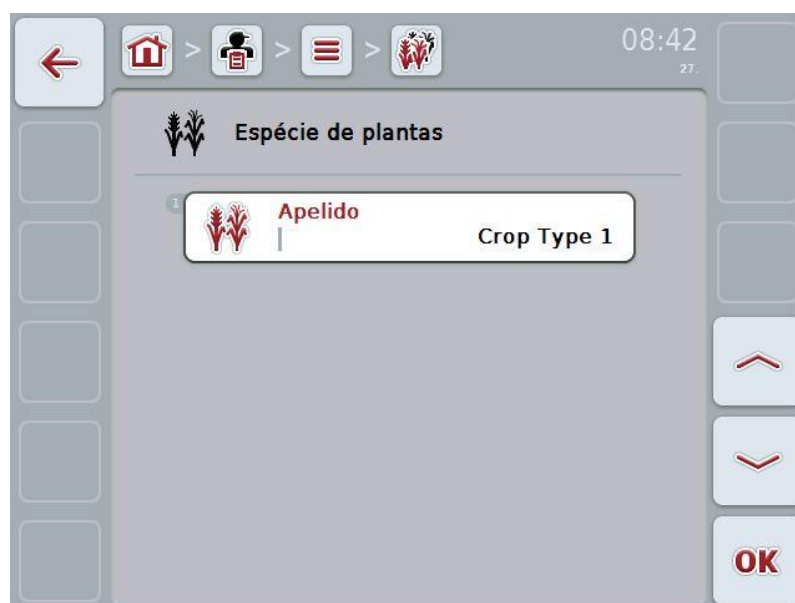 > > >
08:42
27.
Espécie de plantas
1
Apelido
Crop Type 1
OK